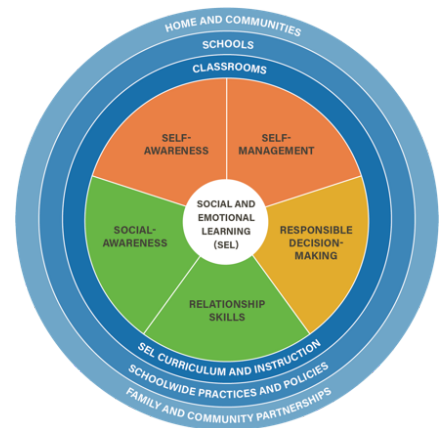 HOME AND COMMUNITIES
SCHOOLS
CLASSROOMS
SELF-
AWARENESS
SELF-
MANAGEMENT
SOCIAL AND
EMOTIONAL
LEARNING
(SEL)
SOCIAL-
AWARENESS
RESPONSIBLE
DECISION-
MAKING
RELATIONSHIP
SKILLS
SEL CURRICULUM AND INSTRUCTION
SCHOOLWIDE PRACTICES AND POLICIES
FAMILY AND COMMUNITY PARTNERSHIPS